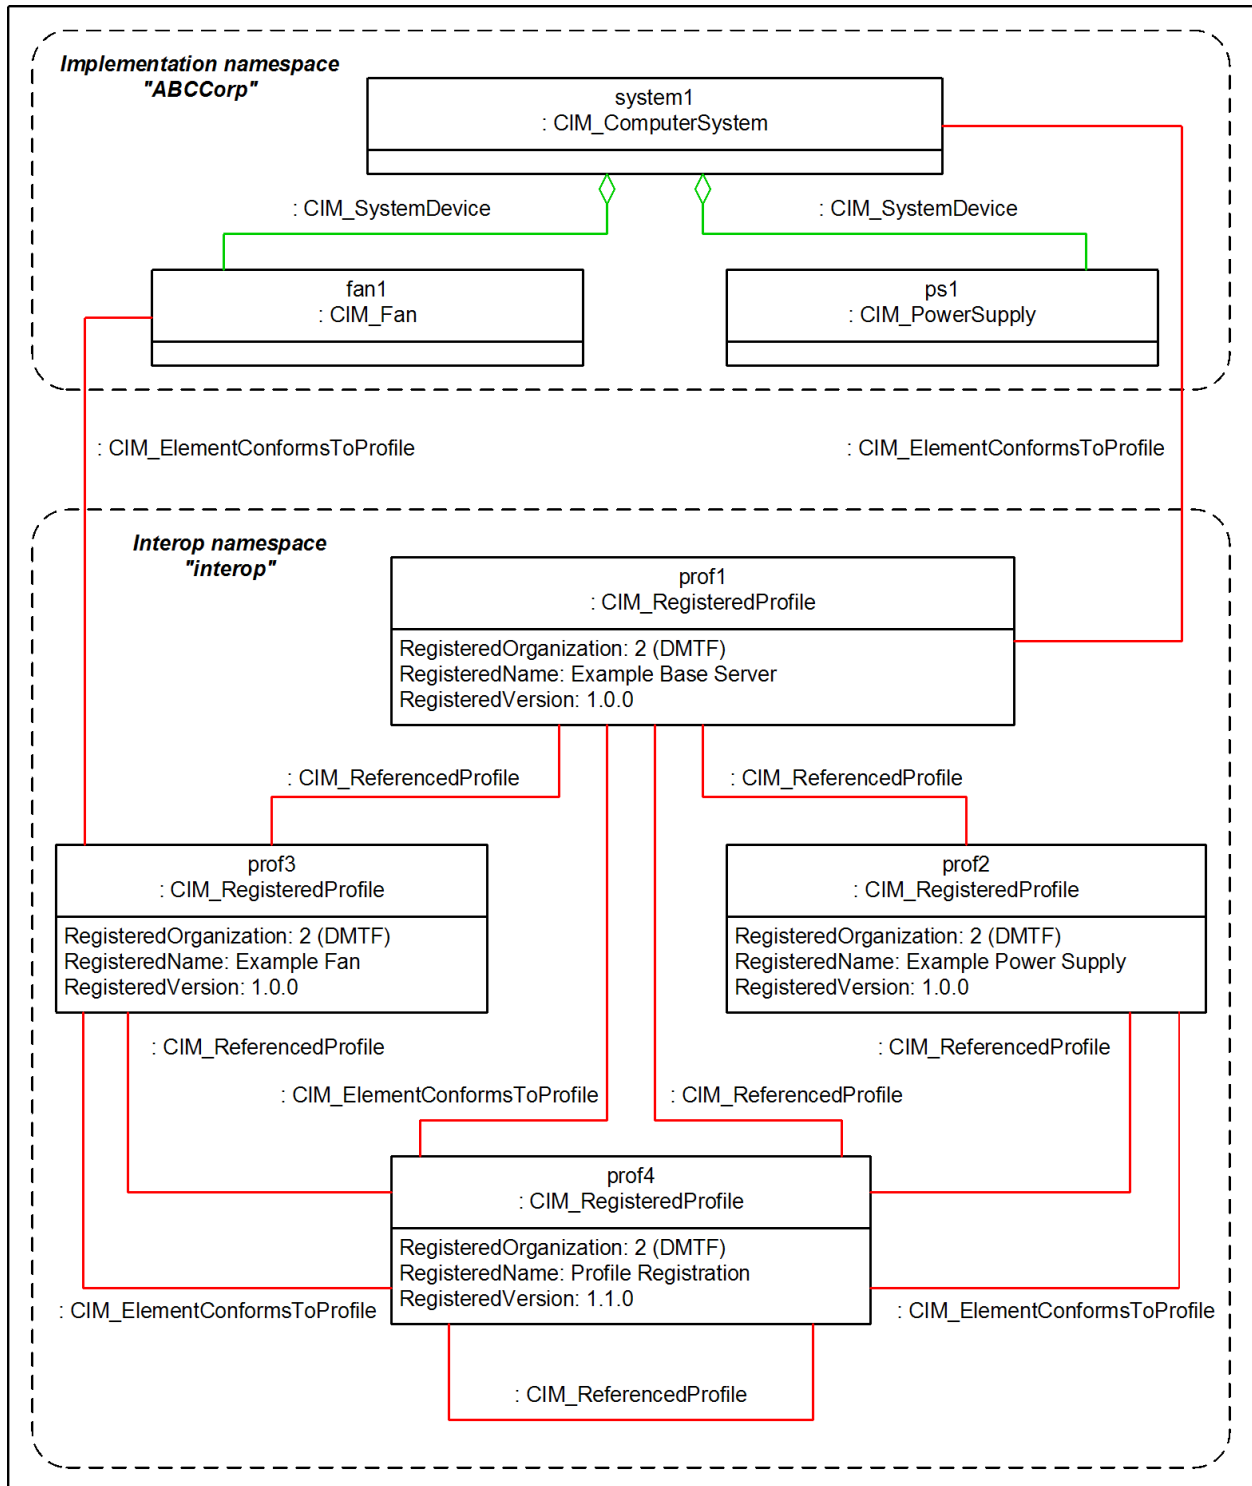 Implementation namespace
"ABCCorp"
system1
: CIM_ComputerSystem
: CIM_SystemDevice
: CIM_SystemDevice
fan1
: CIM_Fan
ps1
: CIM_PowerSupply
: CIM_ElementConformsToProfile
: CIM_ElementConformsToProfile
Interop namespace
"interop"
prof1
: CIM_RegisteredProfile
RegisteredOrganization: 2 (DMTF)
RegisteredName: Example Base Server
RegisteredVersion: 1.0.0
: CIM_ReferencedProfile
: CIM_ReferencedProfile
prof3
: CIM_RegisteredProfile
RegisteredOrganization: 2 (DMTF)
RegisteredName: Example Fan
RegisteredVersion: 1.0.0
prof2
: CIM_RegisteredProfile
RegisteredOrganization: 2 (DMTF)
RegisteredName: Example Power Supply
RegisteredVersion: 1.0.0
: CIM_ReferencedProfile
: CIM_ReferencedProfile
: CIM_ElementConformsToProfile
: CIM_ReferencedProfile
prof4
: CIM_RegisteredProfile
RegisteredOrganization: 2 (DMTF)
RegisteredName: Profile Registration
RegisteredVersion: 1.1.0
: CIM_ElementConformsToProfile
: CIM_ElementConformsToProfile
: CIM_ReferencedProfile